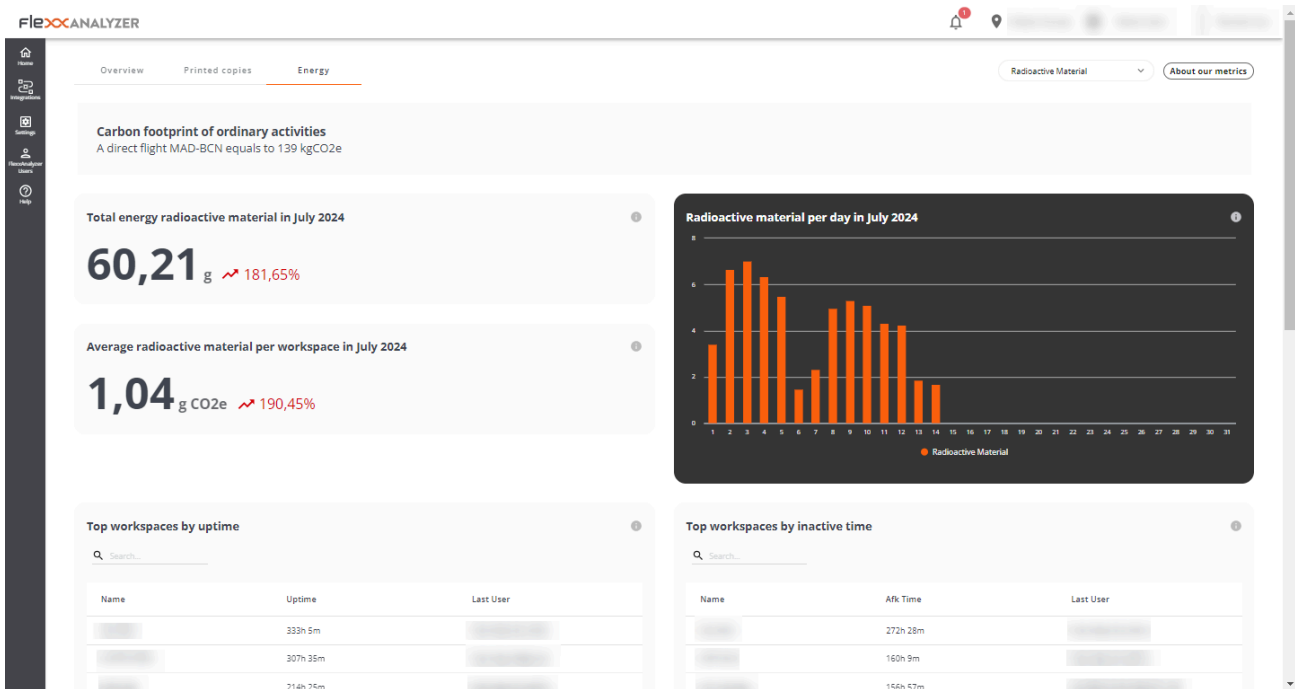 FlexxANALYZER
1
Home
Integrations
Settings
FlexxAnalyzer
Users
Help
Overview Printed copies Energy
Radioactive Material
About our metrics
Carbon footprint of ordinary activities
A direct flight MAD-BCN equals to 139 kgCO2e
Total energy radioactive material in July 2024
60,21 g 181,65%
Average radioactive material per workspace in July 2024
1,04 g CO2e 190,45%
Radioactive material per day in July 2024
8
6
4
2
0
1 2 3 4 5 6 7 8 9 10 11 12 13 14 15 16 17 18 19 20 21 22 23 24 25 26 27 28 29 30 31
Radioactive Material
Top workspaces by uptime
Search...
Name Uptime Last User
333h 5m
307h 35m
214h 25m
Top workspaces by inactive time
Search...
Name Afk Time Last User
272h 28m
160h 9m
156h 57m